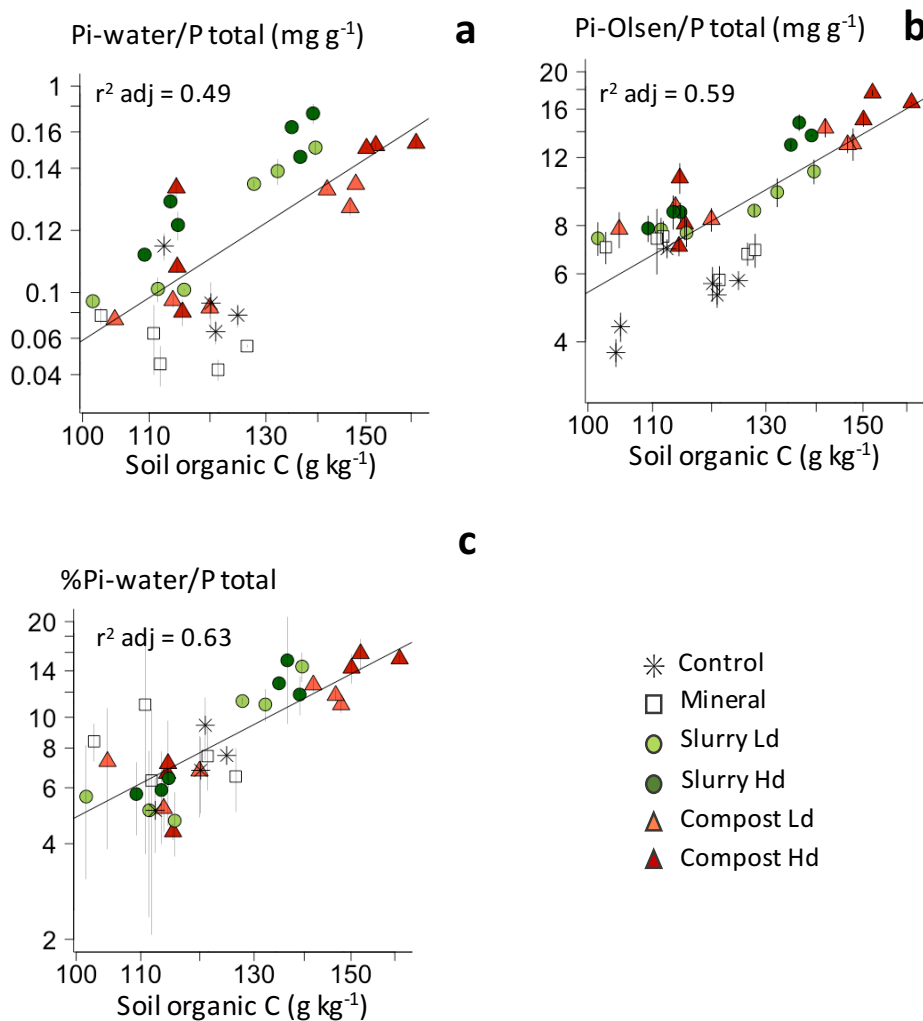 Pi-water/P total (mg g⁻¹)
a
r² adj = 0.49
1
0.16
0.14
0.12
0.1
0.06
0.04
100 110 130 150
Soil organic C (g kg⁻¹)
Pi-Olsen/P total (mg g⁻¹)
b
r² adj = 0.59
20
16
12
8
6
4
100 110 130 150
Soil organic C (g kg⁻¹)
c
%Pi-water/P total
r² adj = 0.63
20
14
10
8
6
4
2
100 110 130 150
Soil organic C (g kg⁻¹)
Control
Mineral
Slurry Ld
Slurry Hd
Compost Ld
Compost Hd